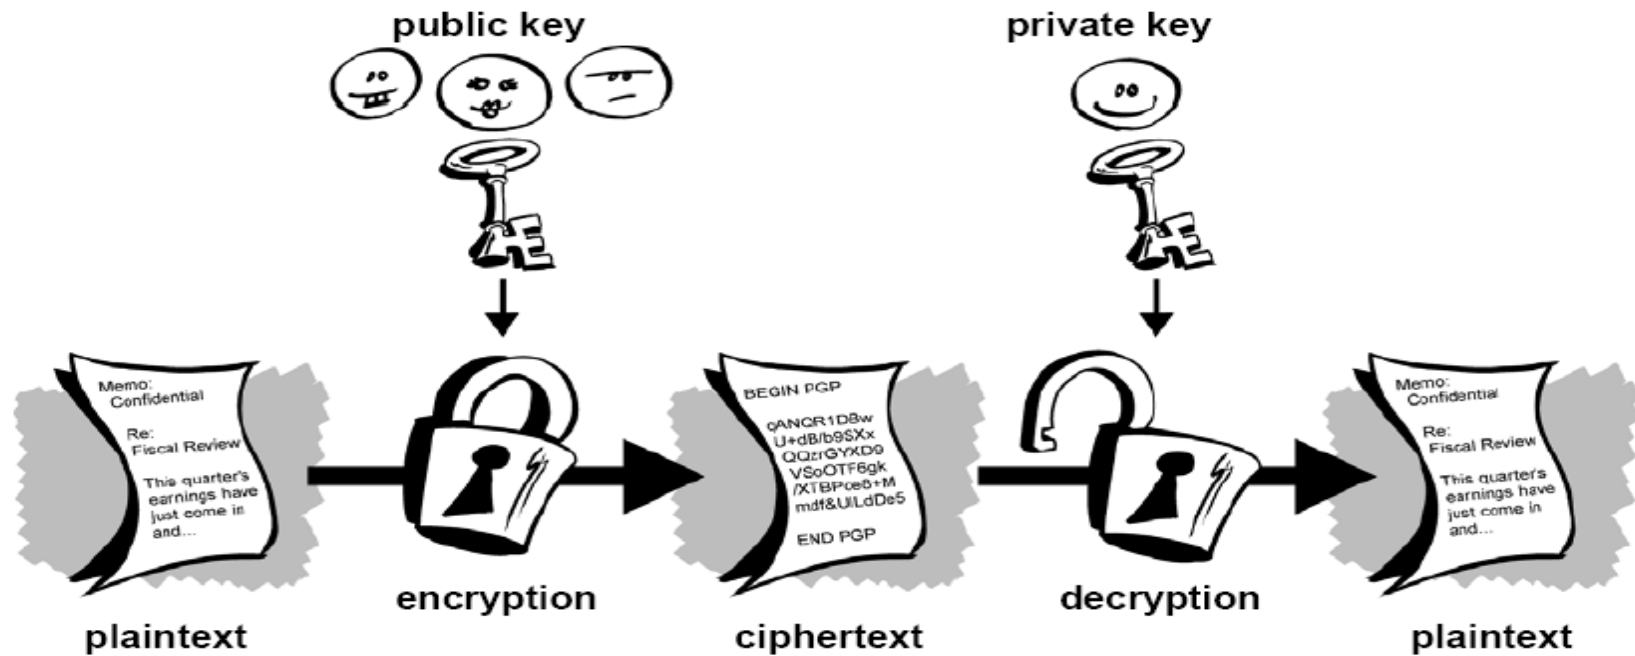 public key
private key
Memo:
Confidential
Re:
Fiscal Review
This quarter's
earnings have
just come in
and...
BEGIN PGP
qANQR1DBw
U+dB/b9SXx
QQzrGYXD9
VSoOTF6gk
/XTBPce6+M
mdf&UlLdDe5
END PGP
Memo:
Confidential
Re:
Fiscal Review
This quarter's
earnings have
just come in
and...
encryption
decryption
plaintext
ciphertext
plaintext